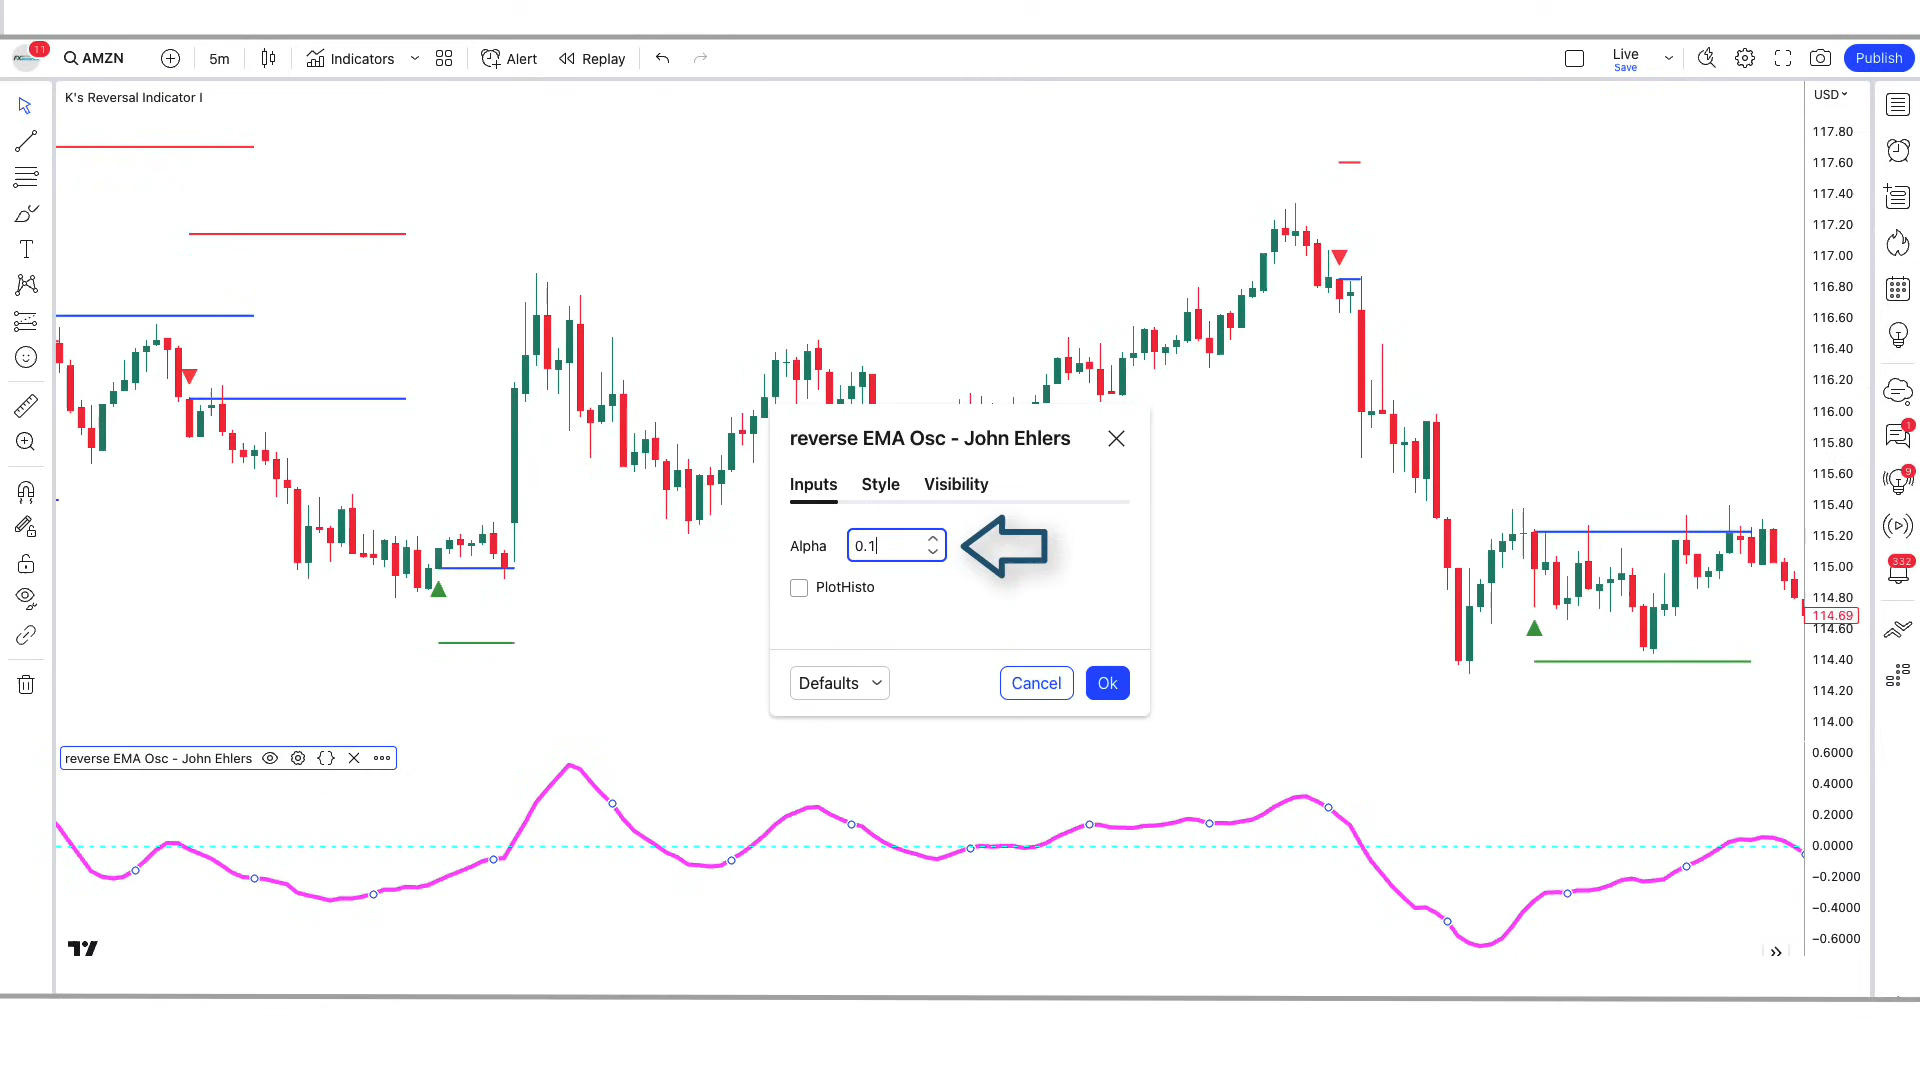 11
AMZN
5m
Indicators
Alert
Replay
Live
Save
Publish
K's Reversal Indicator I
USD
117.80
117.60
117.40
117.20
117.00
116.80
116.60
116.40
116.20
116.00
115.80
115.60
115.40
115.20
115.00
114.80
114.69
114.60
114.40
114.20
114.00
1
9
332
reverse EMA Osc - John Ehlers
Inputs Style Visibility
Alpha 0.1
PlotHisto
Defaults Cancel Ok
reverse EMA Osc - John Ehlers
0.6000
0.4000
0.2000
0.0000
−0.2000
−0.4000
−0.6000